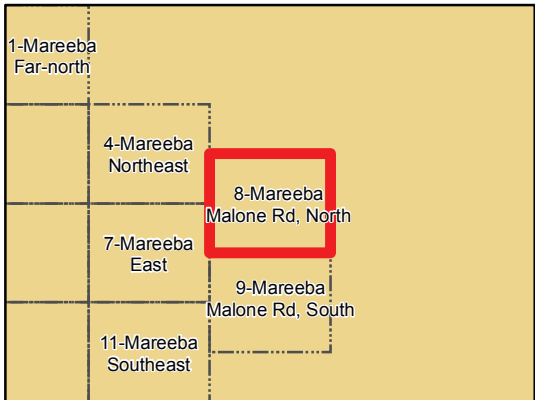 1-Mareeba
Far-north
4-Mareeba
Northeast
8-Mareeba
Malone Rd, North
7-Mareeba
East
9-Mareeba
Malone Rd, South
11-Mareeba
Southeast